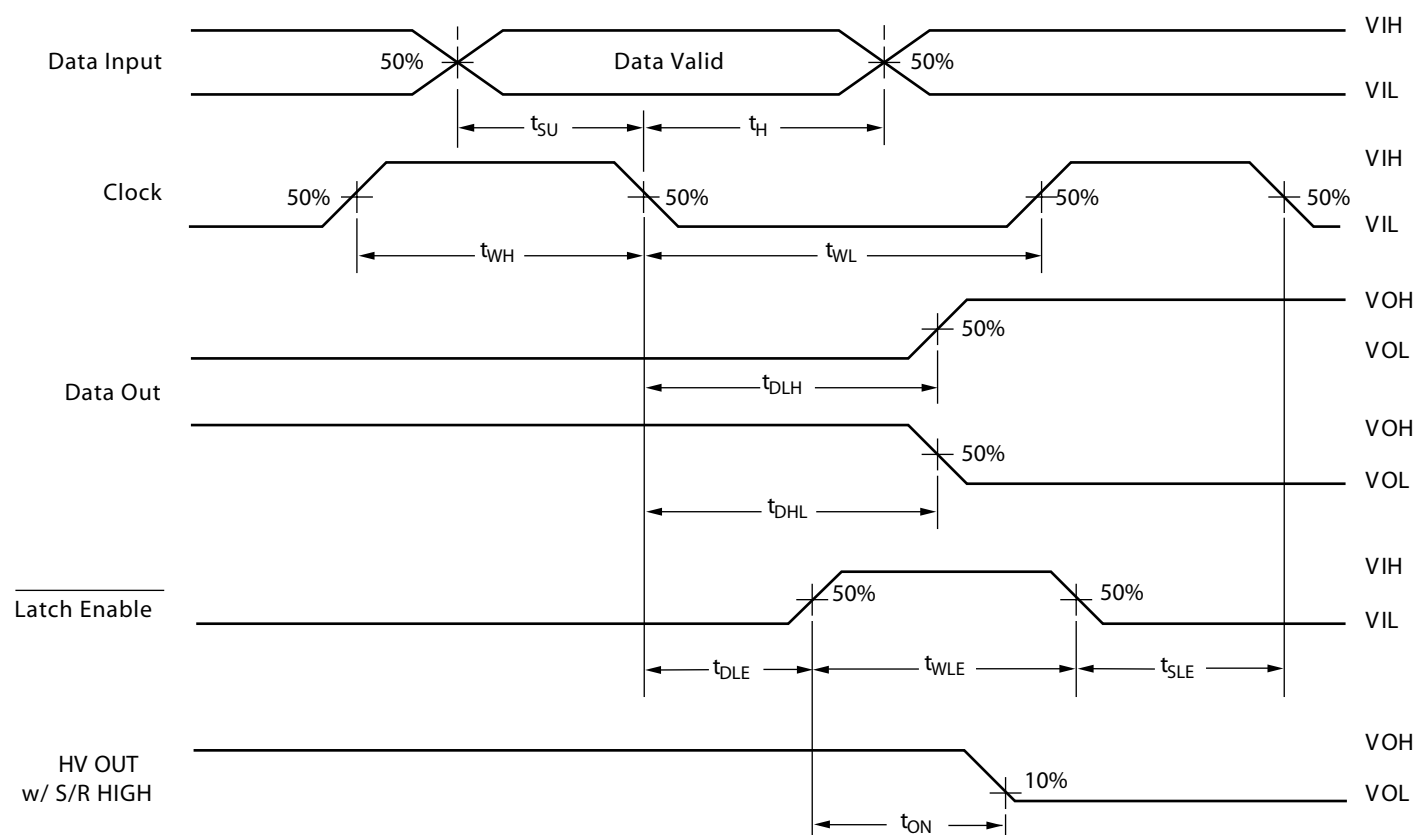 VIH
Data Input 50% Data Valid 50%
VIL
tSU tH
VIH
Clock 50% 50% 50% 50%
VIL
tWH tWL
VOH
50%
VOL
Data Out tDLH
VOH
50%
VOL
tDHL
VIH
Latch Enable 50% 50%
VIL
tDLE tWLE tSLE
VOH
HV OUT
w/ S/R HIGH 10% VOL
tON